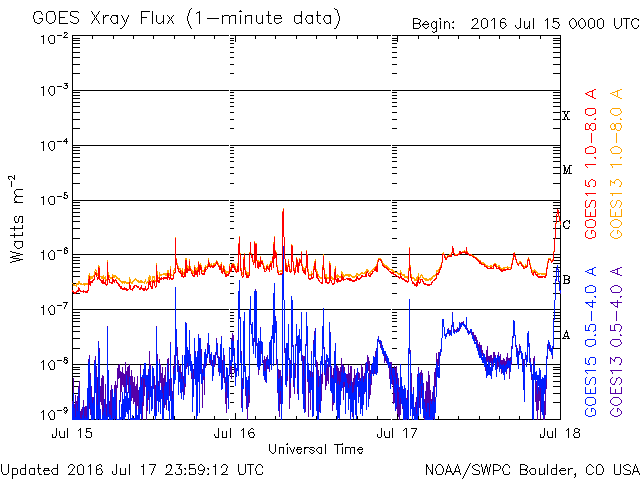 GOES Xray Flux (1-minute data)
Begin: 2016 Jul 15 0000 UTC
Watts m-2
10-2
10-3
10-4
10-5
10-6
10-7
10-8
10-9
X
M
C
B
A
GOES15 1.0-8.0 A
GOES13 1.0-8.0 A
GOES15 0.5-4.0 A
GOES13 0.5-4.0 A
Jul 15
Jul 16
Jul 17
Jul 18
Universal Time
Updated 2016 Jul 17 23:59:12 UTC
NOAA/SWPC Boulder, CO USA